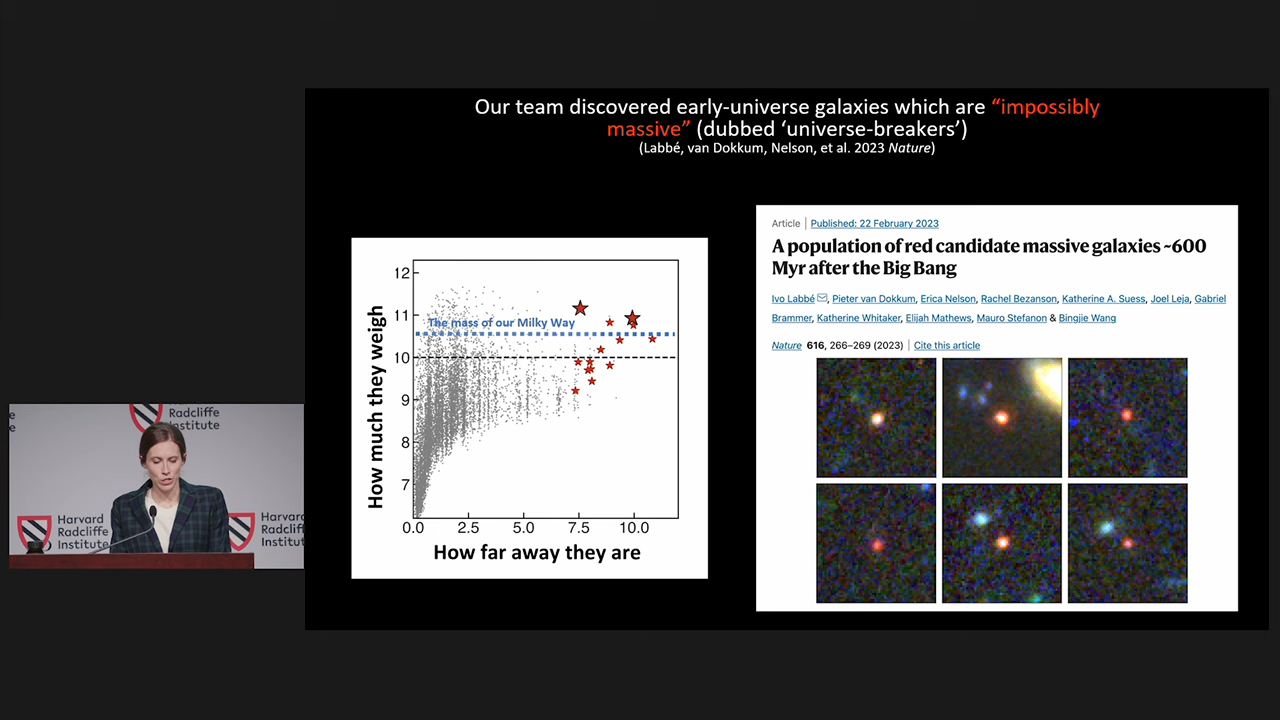 Our team discovered early-universe galaxies which are “impossibly
massive” (dubbed ‘universe-breakers’)
(Labbé, van Dokkum, Nelson, et al. 2023 Nature)
How much they weigh
12
11
10
9
8
7
The mass of our Milky Way
0.0 2.5 5.0 7.5 10.0
How far away they are
Article | Published: 22 February 2023
A population of red candidate massive galaxies ~600
Myr after the Big Bang
Ivo Labbé, Pieter van Dokkum, Erica Nelson, Rachel Bezanson, Katherine A. Suess, Joel Leja, Gabriel
Brammer, Katherine Whitaker, Elijah Mathews, Mauro Stefanon & Bingjie Wang
Nature 616, 266–269 (2023) | Cite this article
e
e
Radcliffe
Institute
Harvard
Radcliffe
Institute
Harvar
Radcliff
Institut